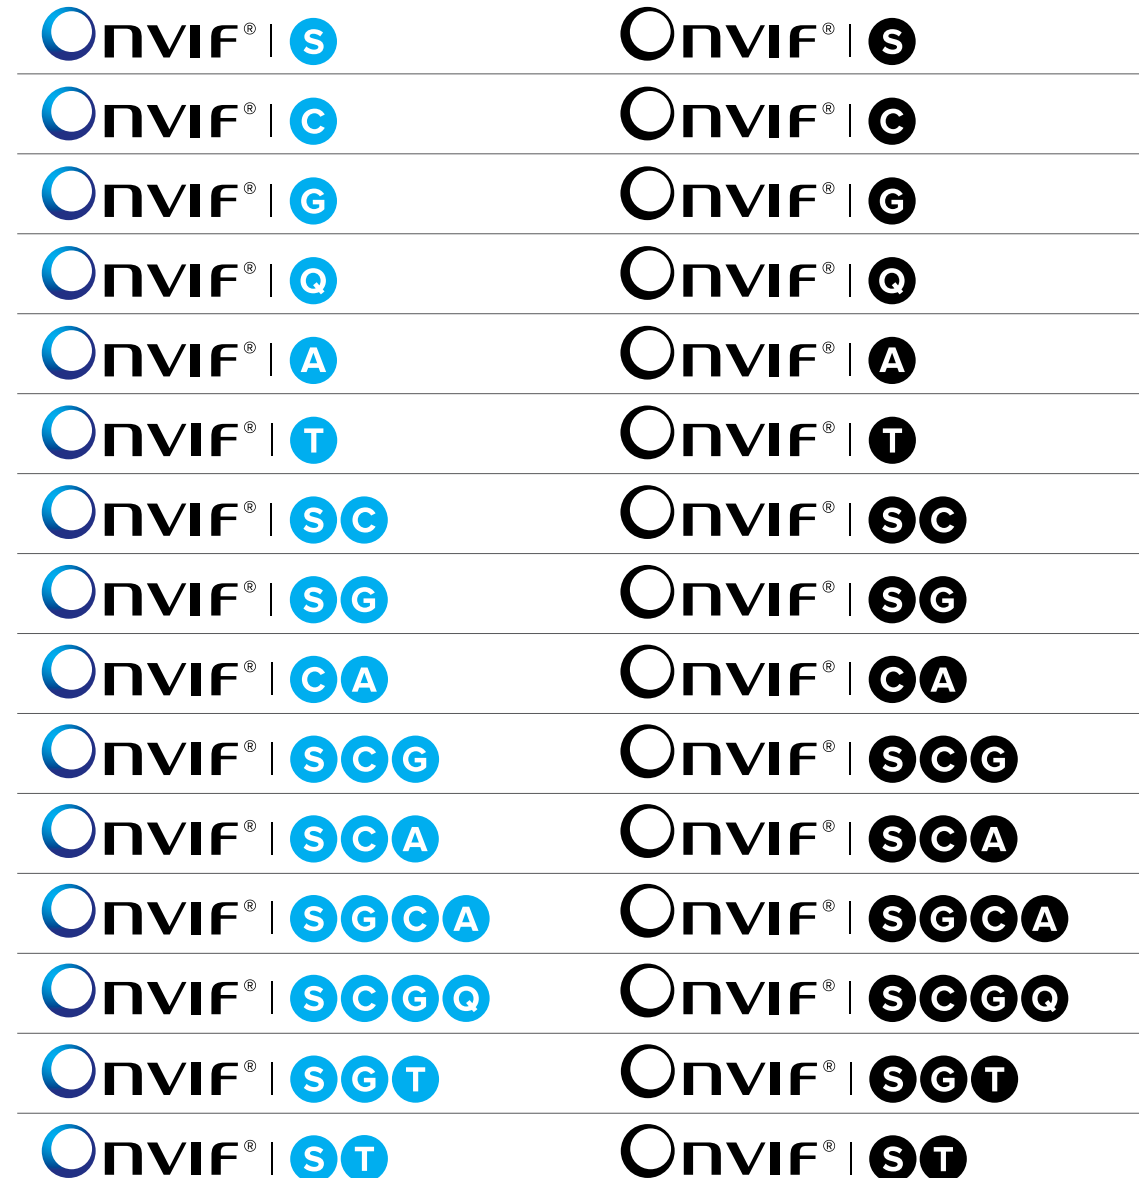 ONVIF® | S ONVIF® | S
ONVIF® | C ONVIF® | C
ONVIF® | G ONVIF® | G
ONVIF® | Q ONVIF® | Q
ONVIF® | A ONVIF® | A
ONVIF® | T ONVIF® | T
ONVIF® | S C ONVIF® | S C
ONVIF® | S G ONVIF® | S G
ONVIF® | C A ONVIF® | C A
ONVIF® | S C G ONVIF® | S C G
ONVIF® | S C A ONVIF® | S C A
ONVIF® | S G C A ONVIF® | S G C A
ONVIF® | S C G Q ONVIF® | S C G Q
ONVIF® | S G T ONVIF® | S G T
ONVIF® | S T ONVIF® | S T